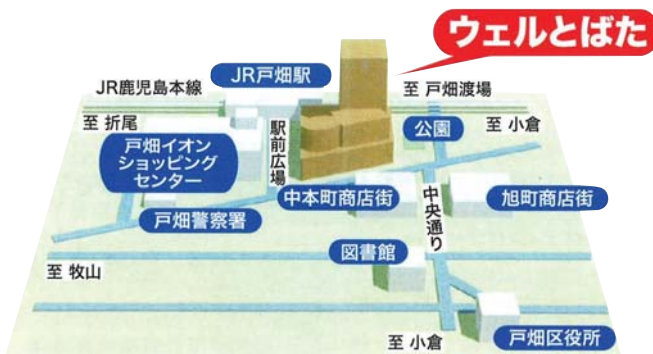 ウェルとばた
JR戸畑駅
JR鹿児島本線
至 戸畑渡場
至 折尾
公園
至 小倉
戸畑イオン
ショッピング
センター
駅前広場
中本町商店街
中央通り
旭町商店街
戸畑警察署
図書館
至 牧山
至 小倉
戸畑区役所